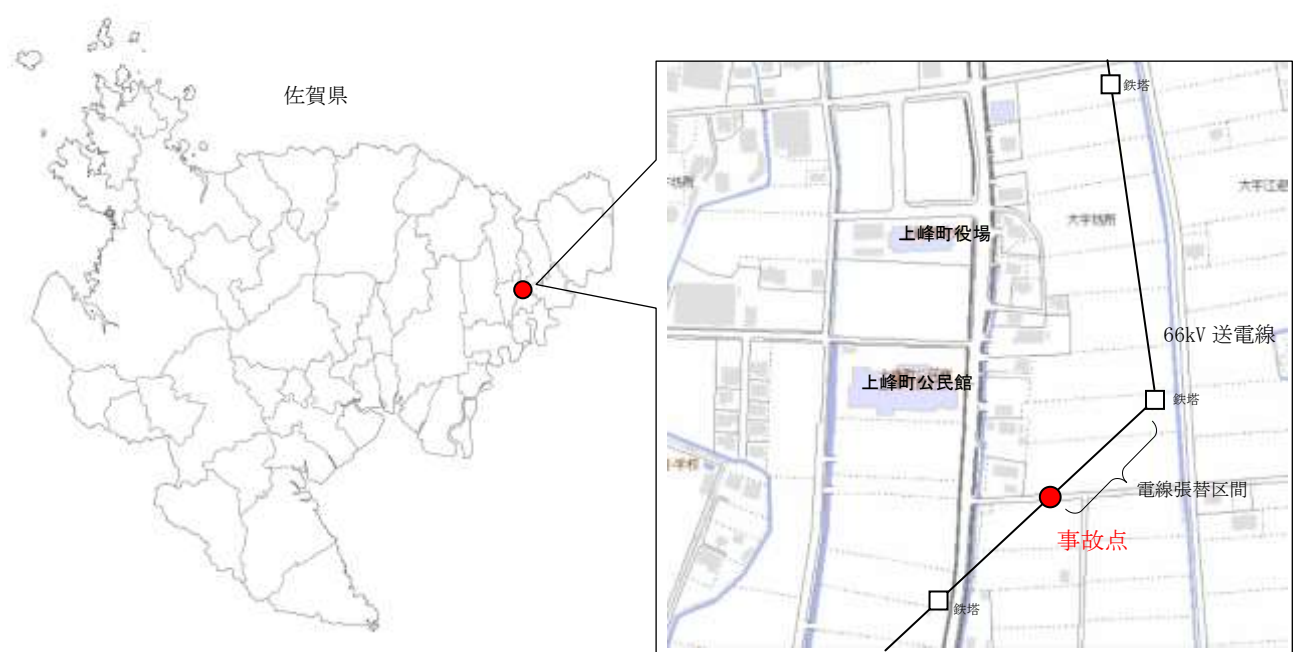 佐賀県
鉄塔
大字江迎
大字坊所
上峰町役場
66kV 送電線
上峰町公民館
鉄塔
電線張替区間
事故点
鉄塔